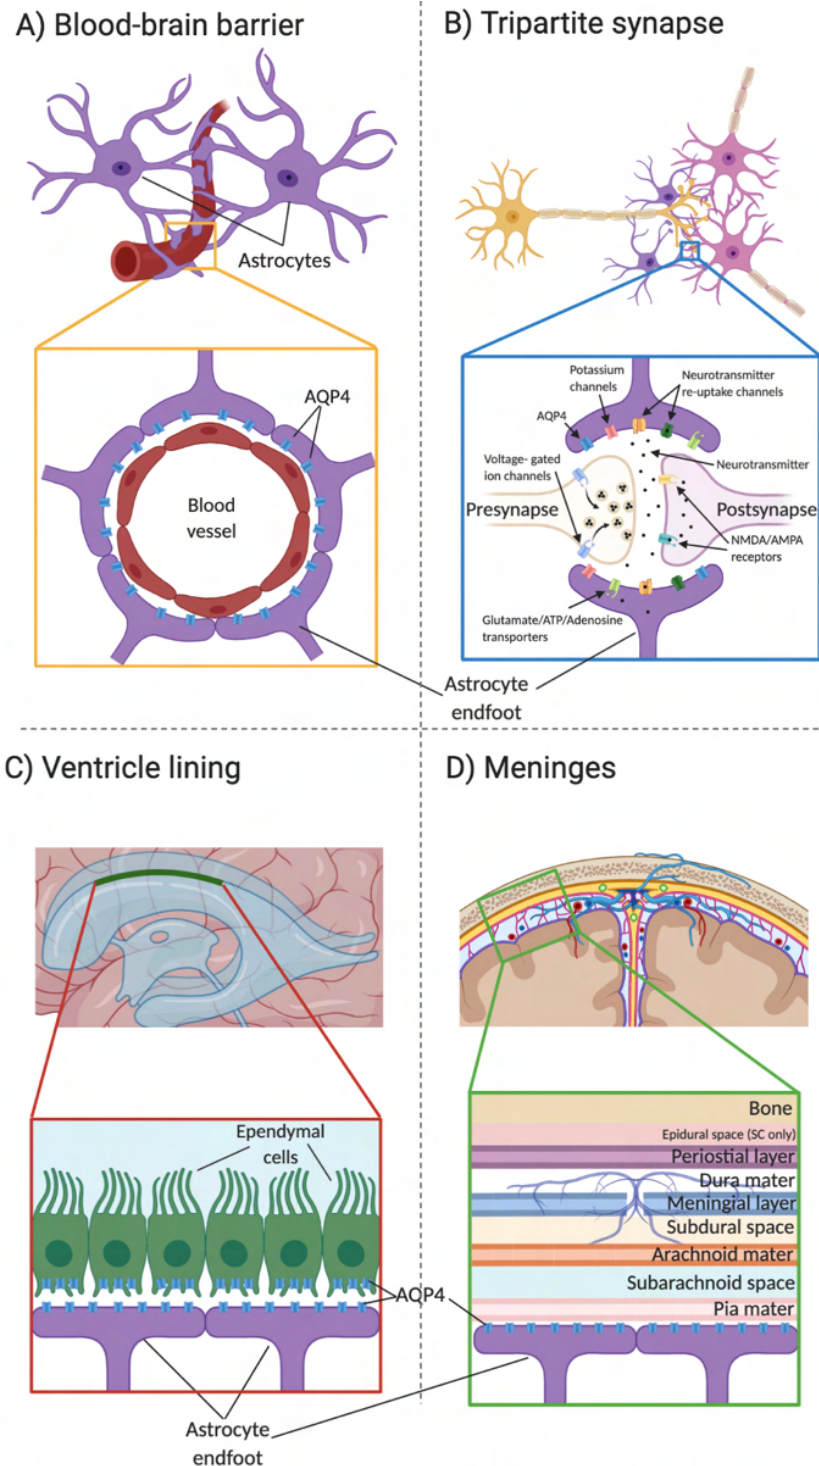 A) Blood-brain barrier
Astrocytes
AQP4
Blood
vessel
B) Tripartite synapse
Potassium
channels
Neurotransmitter
re-uptake channels
AQP4
Voltage- gated
ion channels
Neurotransmitter
Presynapse
Postsynapse
NMDA/AMPA
receptors
Glutamate/ATP/Adenosine
transporters
Astrocyte
endfoot
C) Ventricle lining
Ependymal
cells
AQP4
Astrocyte
endfoot
D) Meninges
Bone
Epidural space (SC only)
Periostial layer
Dura mater
Meningial layer
Subdural space
Arachnoid mater
Subarachnoid space
Pia mater